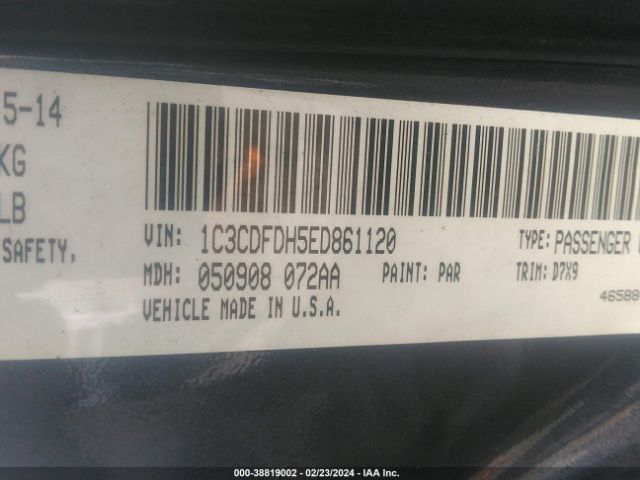 5-14
KG
LB
SAFETY,
VIN: 1C3CDFDH5ED861120 TYPE: PASSENGER
MDH: 050908 072AA PAINT: PAR TRIM: D7X9
VEHICLE MADE IN U.S.A. 46588
000-38819002 - 02/23/2024 - IAA Inc.